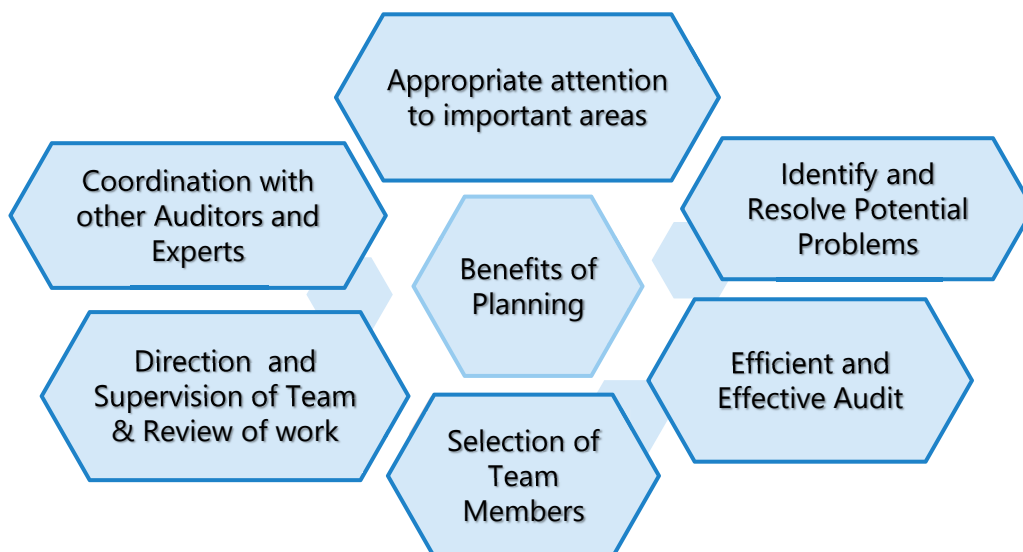 Appropriate attention
to important areas
Identify and
Resolve Potential
Problems
Efficient and
Effective Audit
Selection of
Team
Members
Direction  and
Supervision of Team
& Review of work
Coordination with
other Auditors and
Experts
Benefits of
Planning